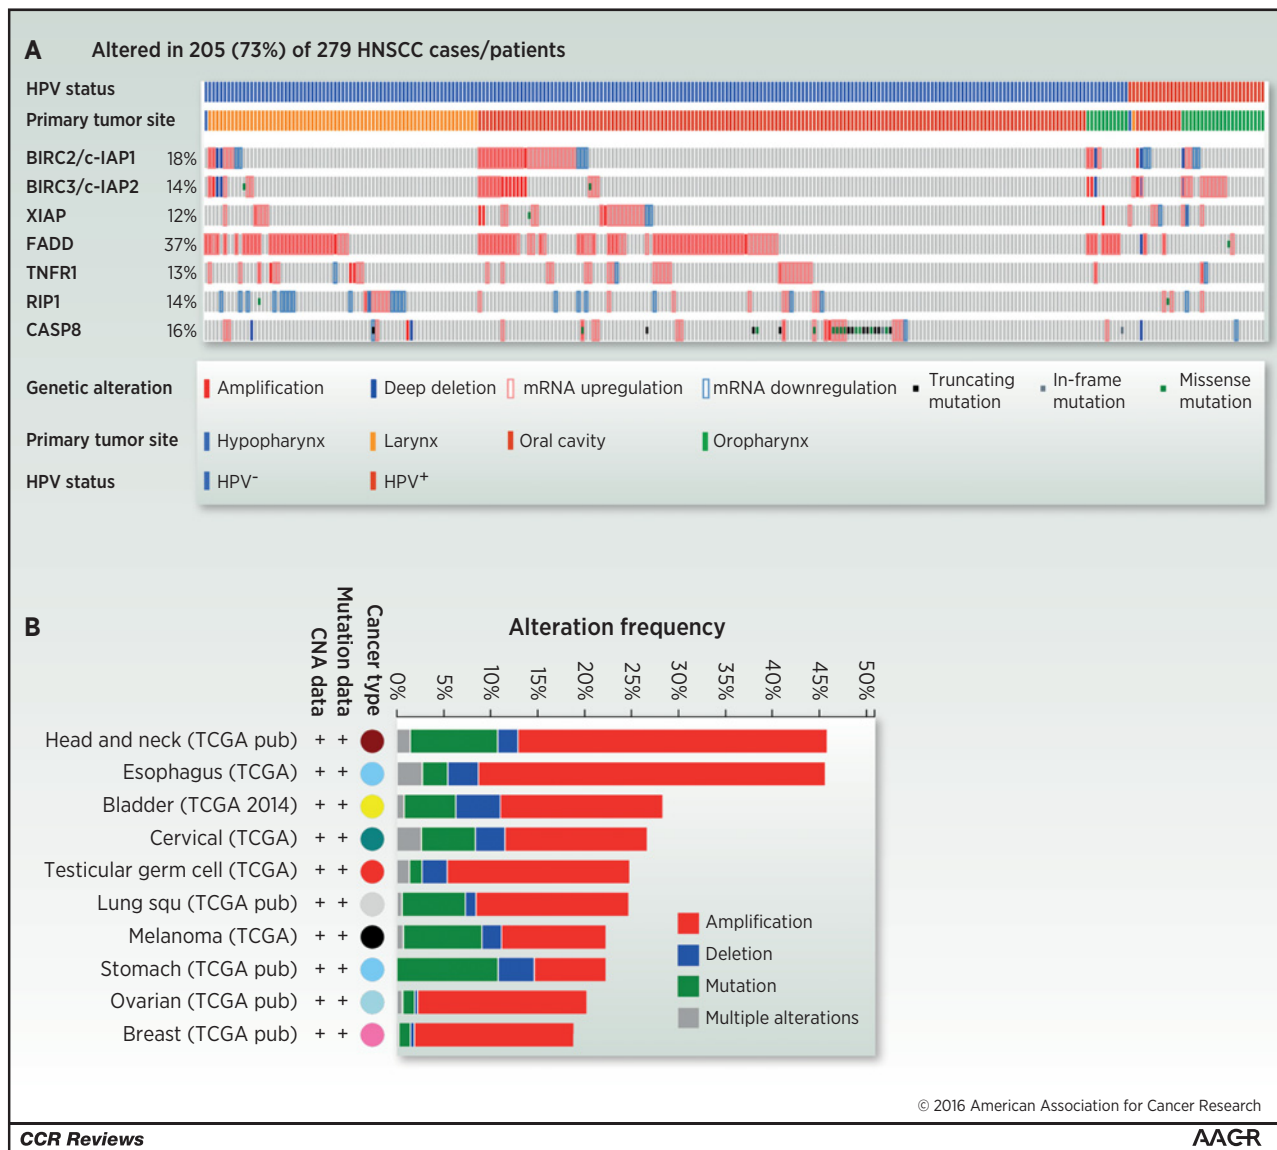 A Altered in 205 (73%) of 279 HNSCC cases/patients
HPV status
Primary tumor site
BIRC2/c-IAP1 18%
BIRC3/c-IAP2 14%
XIAP 12%
FADD 37%
TNFR1 13%
RIP1 14%
CASP8 16%
Genetic alteration Amplification Deep deletion mRNA upregulation mRNA downregulation Truncating mutation In-frame mutation Missense mutation
Primary tumor site Hypopharynx Larynx Oral cavity Oropharynx
HPV status HPV- HPV+
B Alteration frequency
CNA data
Mutation data
Cancer type
0% 5% 10% 15% 20% 25% 30% 35% 40% 45% 50%
Head and neck (TCGA pub) + +
Esophagus (TCGA) + +
Bladder (TCGA 2014) + +
Cervical (TCGA) + +
Testicular germ cell (TCGA) + +
Lung squ (TCGA pub) + +
Melanoma (TCGA) + +
Stomach (TCGA pub) + +
Ovarian (TCGA pub) + +
Breast (TCGA pub) + +
Amplification
Deletion
Mutation
Multiple alterations
© 2016 American Association for Cancer Research
CCR Reviews AACR